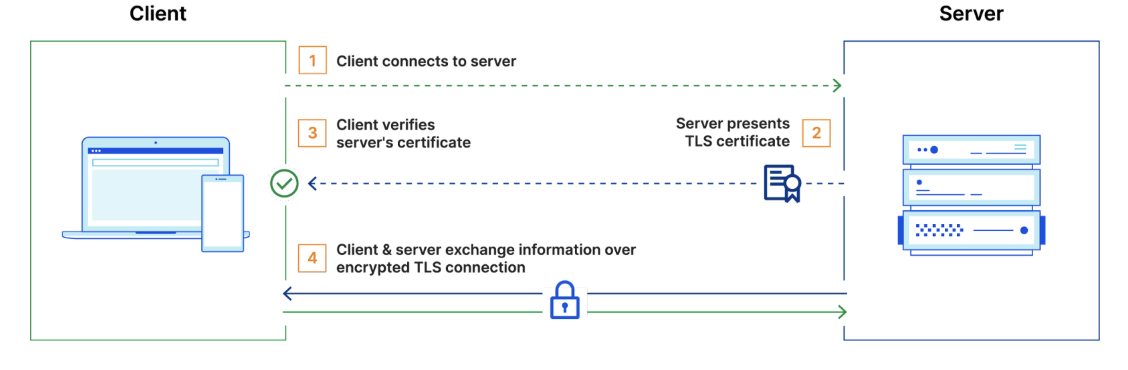 Client
Server
1
Client connects to server
3
Client verifies
server's certificate
Server presents
TLS certificate
2
4
Client & server exchange information over
encrypted TLS connection